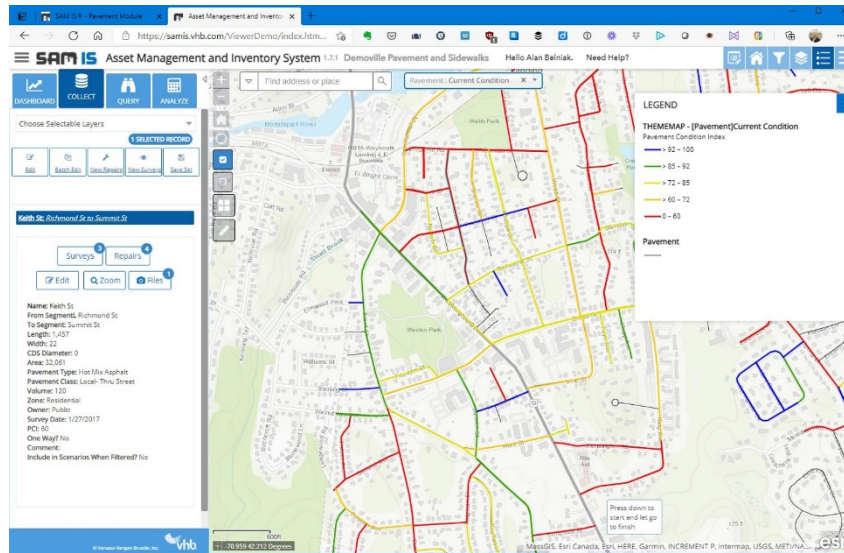 SAM IS® - Pavement Module
Asset Management and Invento
https://samis.vhb.com/ViewerDemo/index.htm...
SAM IS Asset Management and Inventory System 1.7.1 Demoville Pavement and Sidewalks Hello Alan Belniak. Need Help?
DASHBOARD
COLLECT
QUERY
ANALYZE
Find address or place
Pavement: Current Condition
Choose Selectable Layers
1 SELECTED RECORD
Edit
Batch Edit
New Repairs
New Surveys
Save Set
Keith St: Richmond St to Summit St
Surveys 3
Repairs 4
Edit
Zoom
Files 1
Name: Keith St
From Segment: Richmond St
To Segment: Summit St
Length: 1,457
Width: 22
CDS Diameter: 0
Area: 32,061
Pavement Type: Hot Mix Asphalt
Pavement Class: Local- Thru Street
Volume: 120
Zone: Residential
Owner: Public
Survey Date: 1/27/2017
PCI: 60
One Way? No
Comment:
Include in Scenarios When Filtered? No
vhb
LEGEND
THEMEMAP - [Pavement]Current Condition
Pavement Condition Index
> 92 – 100
> 85 – 92
> 72 – 85
> 60 – 72
0 – 60
Pavement
Webb Park
Weston Park
Press down to
start and let go
to finish
600ft
-70.959 42.212 Degrees
MassGIS, Esri Canada, Esri, HERE, Garmin, INCREMENT P, Intermap, USGS, METI/NA...
esri